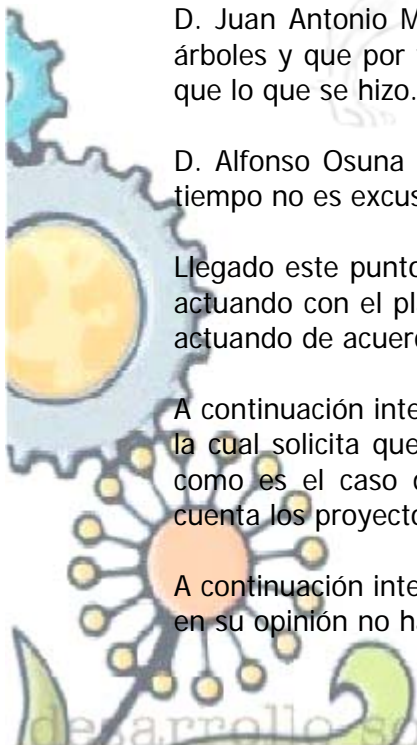 D. Juan Antonio M
árboles y que por
que lo que se hizo.
D. Alfonso Osuna
tiempo no es excus
Llegado este punto
actuando con el pl
actuando de acuer
A continuación inte
la cual solicita que
como es el caso
cuenta los proyecto
A continuación inte
en su opinión no h
desarrollo so